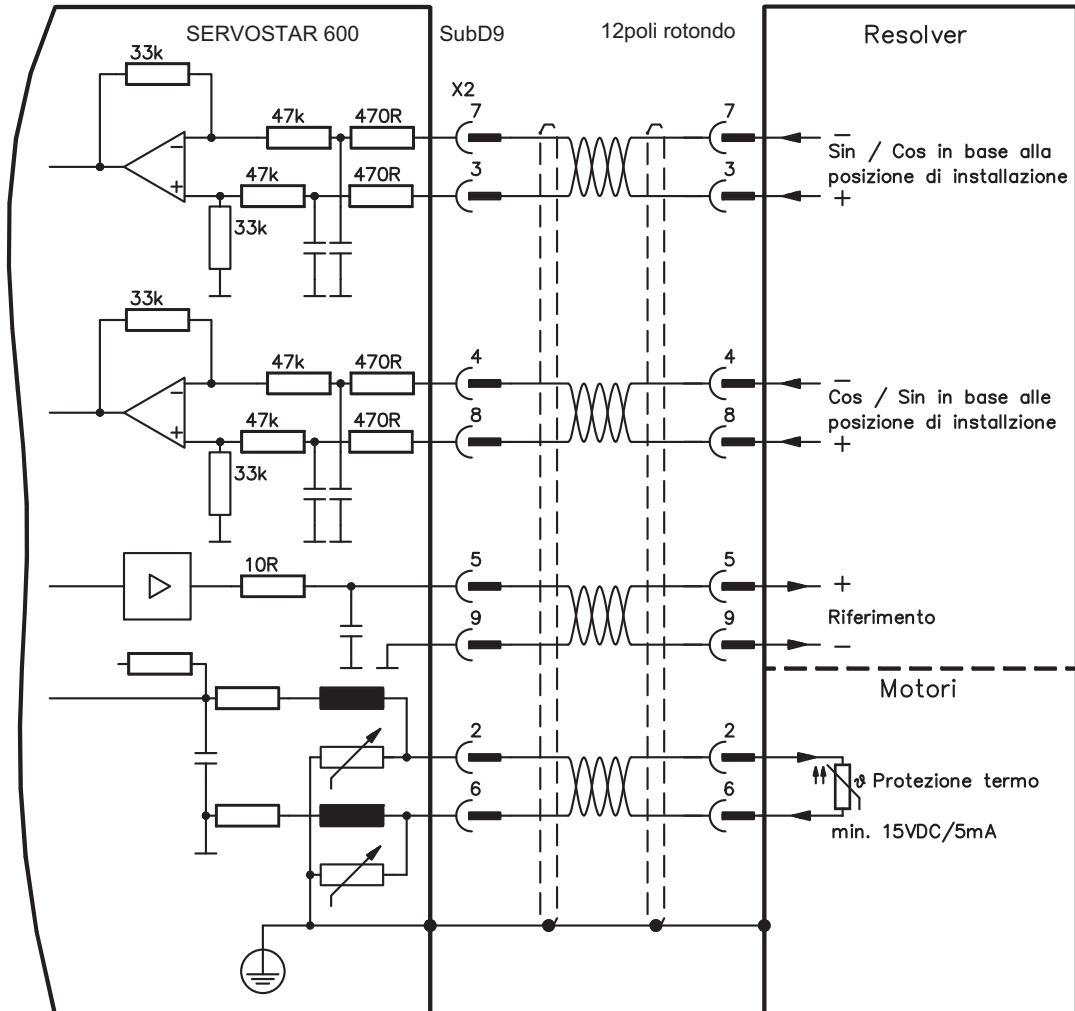 SERVOSTAR 600
SubD9
12poli rotondo
Resolver
33k
X2
47k
470R
7
7
−
Sin / Cos in base alla
posizione di installazione
47k
470R
3
3
+
33k
33k
47k
470R
4
4
−
Cos / Sin in base alle
posizione di installzione
47k
470R
8
8
+
33k
10R
5
5
+
Riferimento
9
9
−
Motori
2
2
ϑ Protezione termo
6
6
min. 15VDC/5mA